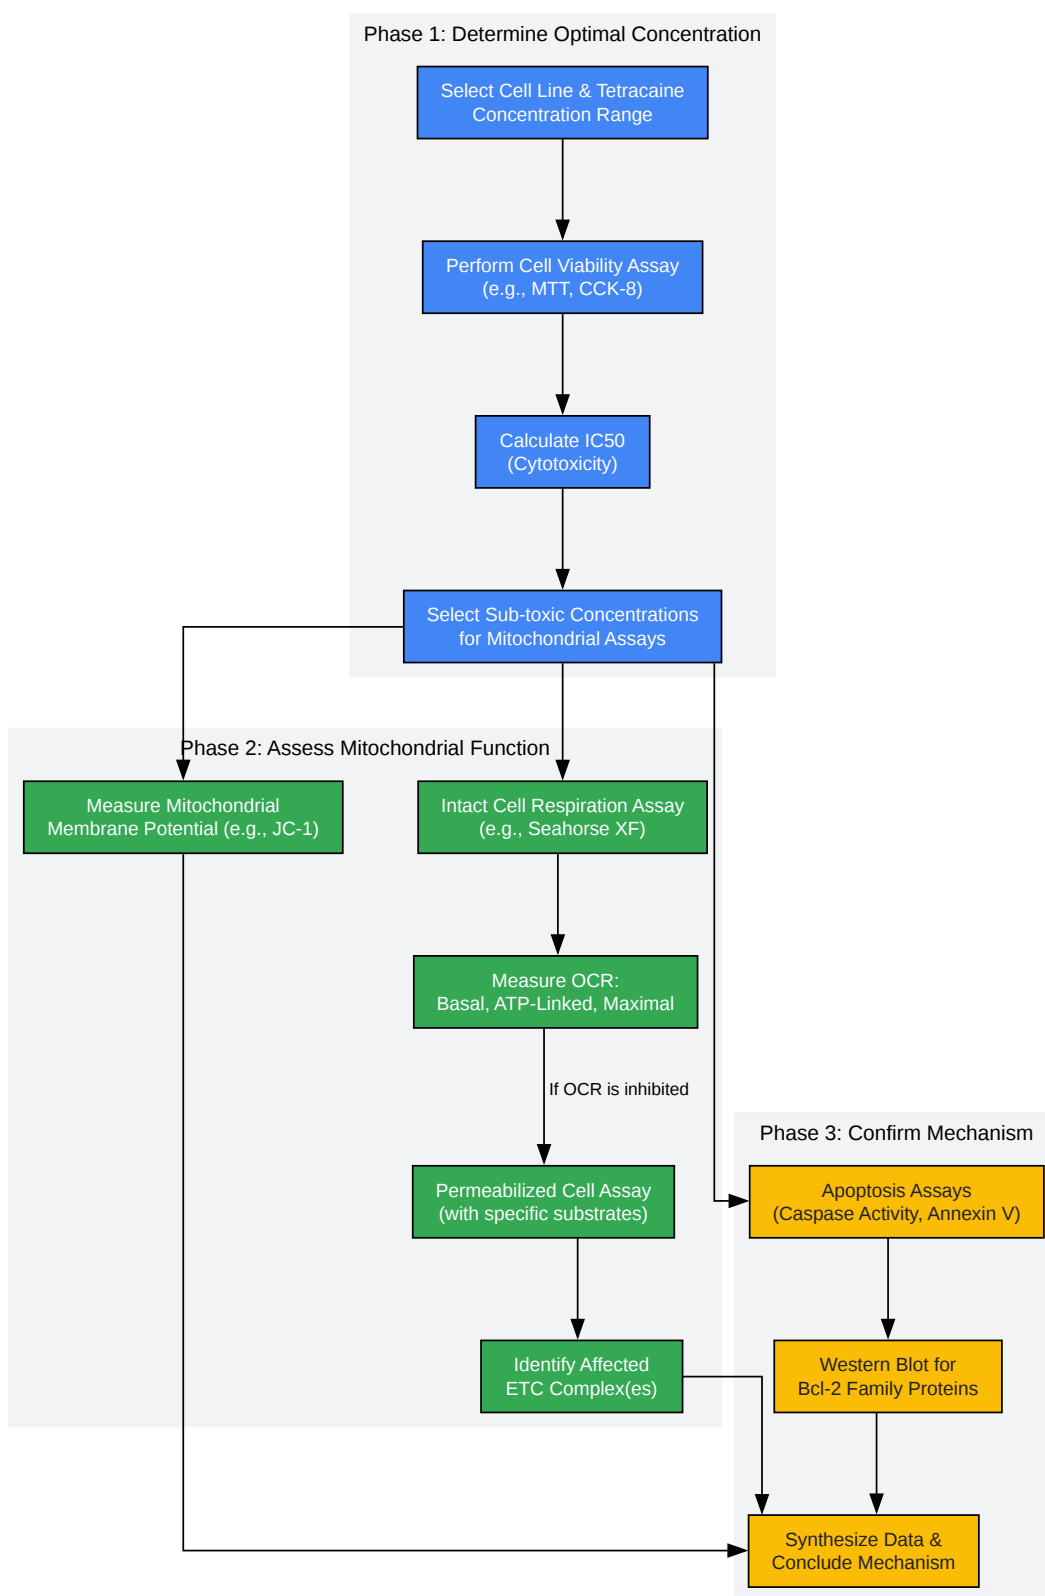 Phase 1: Determine Optimal Concentration
Select Cell Line & Tetracaine
Concentration Range
Perform Cell Viability Assay
(e.g., MTT, CCK-8)
Calculate IC50
(Cytotoxicity)
Select Sub-toxic Concentrations
for Mitochondrial Assays
Phase 2: Assess Mitochondrial Function
Measure Mitochondrial
Membrane Potential (e.g., JC-1)
Intact Cell Respiration Assay
(e.g., Seahorse XF)
Measure OCR:
Basal, ATP-Linked, Maximal
If OCR is inhibited
Permeabilized Cell Assay
(with specific substrates)
Identify Affected
ETC Complex(es)
Phase 3: Confirm Mechanism
Apoptosis Assays
(Caspase Activity, Annexin V)
Western Blot for
Bcl-2 Family Proteins
Synthesize Data &
Conclude Mechanism